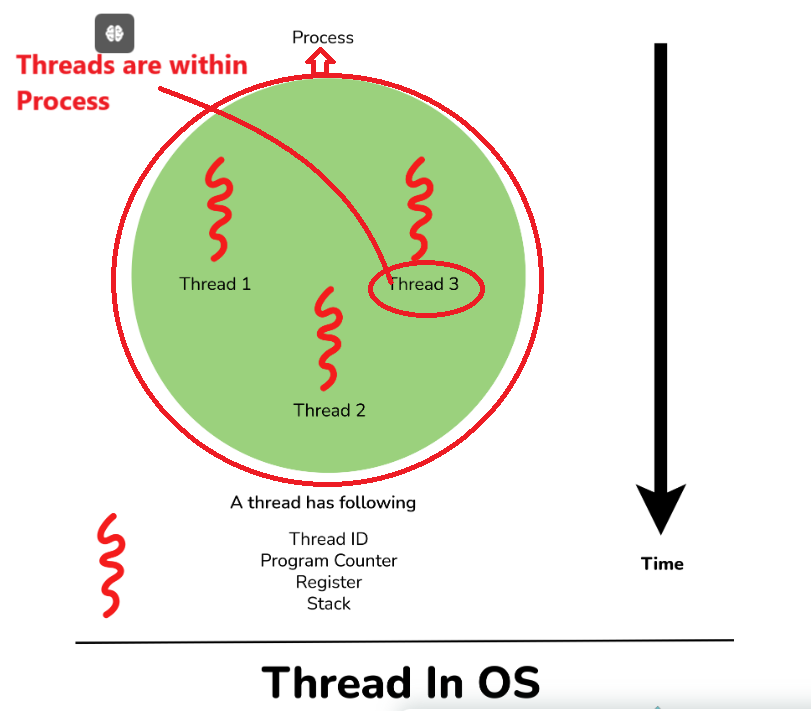 Process
Threads are within
Process
Thread 1
Thread 3
Thread 2
A thread has following
Thread ID
Program Counter
Register
Stack
Time
Thread In OS